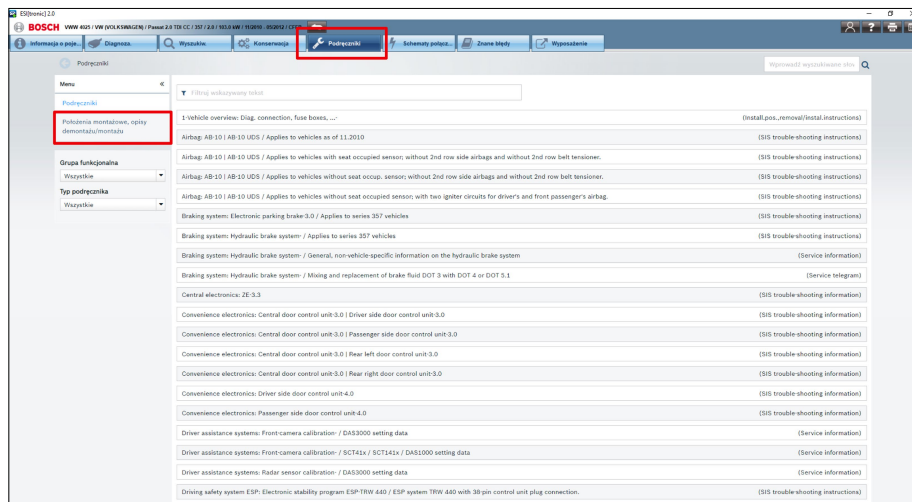 ESI[tronic] 2.0
BOSCH VWW 4025 / VW (VOLKSWAGEN) / Passat 2.0 TDI CC / 357 / 2.0 / 103.0 kW / 11/2010 - 05/2012 /
Informacja o poje... Diagnoza Wyszukiw. Konserwacja Podręczniki Schematy połącz... Znane błędy Wyposażenie
Podręczniki
Wprowadź wyszukiwane słow
Menu «
Podręczniki
Położenia montażowe, opisy
demontażu/montażu
Grupa funkcjonalna
Wszystkie
Typ podręcznika
Wszystkie
Filtruj wskazywany tekst
1-Vehicle overview: Diag. connection, fuse boxes, ...- (Install.pos.,removal/instal.instructions)
Airbag: AB-10 | AB-10 UDS / Applies to vehicles as of 11.2010 (SIS trouble-shooting instructions)
Airbag: AB-10 | AB-10 UDS / Applies to vehicles with seat occupied sensor; without 2nd row side airbags and without 2nd row belt tensioner. (SIS trouble-shooting instructions)
Airbag: AB-10 | AB-10 UDS / Applies to vehicles without seat occup. sensor; without 2nd row side airbags and without 2nd row belt tensioner. (SIS trouble-shooting instructions)
Airbag: AB-10 | AB-10 UDS / Applies to vehicles without seat occupied sensor; with two igniter circuits for driver's and front passenger's airbag. (SIS trouble-shooting instructions)
Braking system: Electronic parking brake-3.0 / Applies to series 357 vehicles (SIS trouble-shooting instructions)
Braking system: Hydraulic brake system- / Applies to series 357 vehicles (SIS trouble-shooting instructions)
Braking system: Hydraulic brake system- / General, non-vehicle-specific information on the hydraulic brake system (Service information)
Braking system: Hydraulic brake system- / Mixing and replacement of brake fluid DOT 3 with DOT 4 or DOT 5.1 (Service telegram)
Central electronics: ZE-3.3 (SIS trouble-shooting information)
Convenience electronics: Central door control unit-3.0 | Driver side door control unit-3.0 (SIS trouble-shooting information)
Convenience electronics: Central door control unit-3.0 | Passenger side door control unit-3.0 (SIS trouble-shooting information)
Convenience electronics: Central door control unit-3.0 | Rear left door control unit-3.0 (SIS trouble-shooting information)
Convenience electronics: Central door control unit-3.0 | Rear right door control unit-3.0 (SIS trouble-shooting information)
Convenience electronics: Driver side door control unit-4.0 (SIS trouble-shooting information)
Convenience electronics: Passenger side door control unit-4.0 (SIS trouble-shooting information)
Driver assistance systems: Front-camera calibration- / DAS3000 setting data (Service information)
Driver assistance systems: Front-camera calibration- / SCT41x / SCT141x / DAS1000 setting data (Service information)
Driver assistance systems: Radar sensor calibration- / DAS3000 setting data (Service information)
Driving safety system ESP: Electronic stability program ESP-TRW 440 / ESP system TRW 440 with 38-pin control unit plug connection. (SIS trouble-shooting instructions)